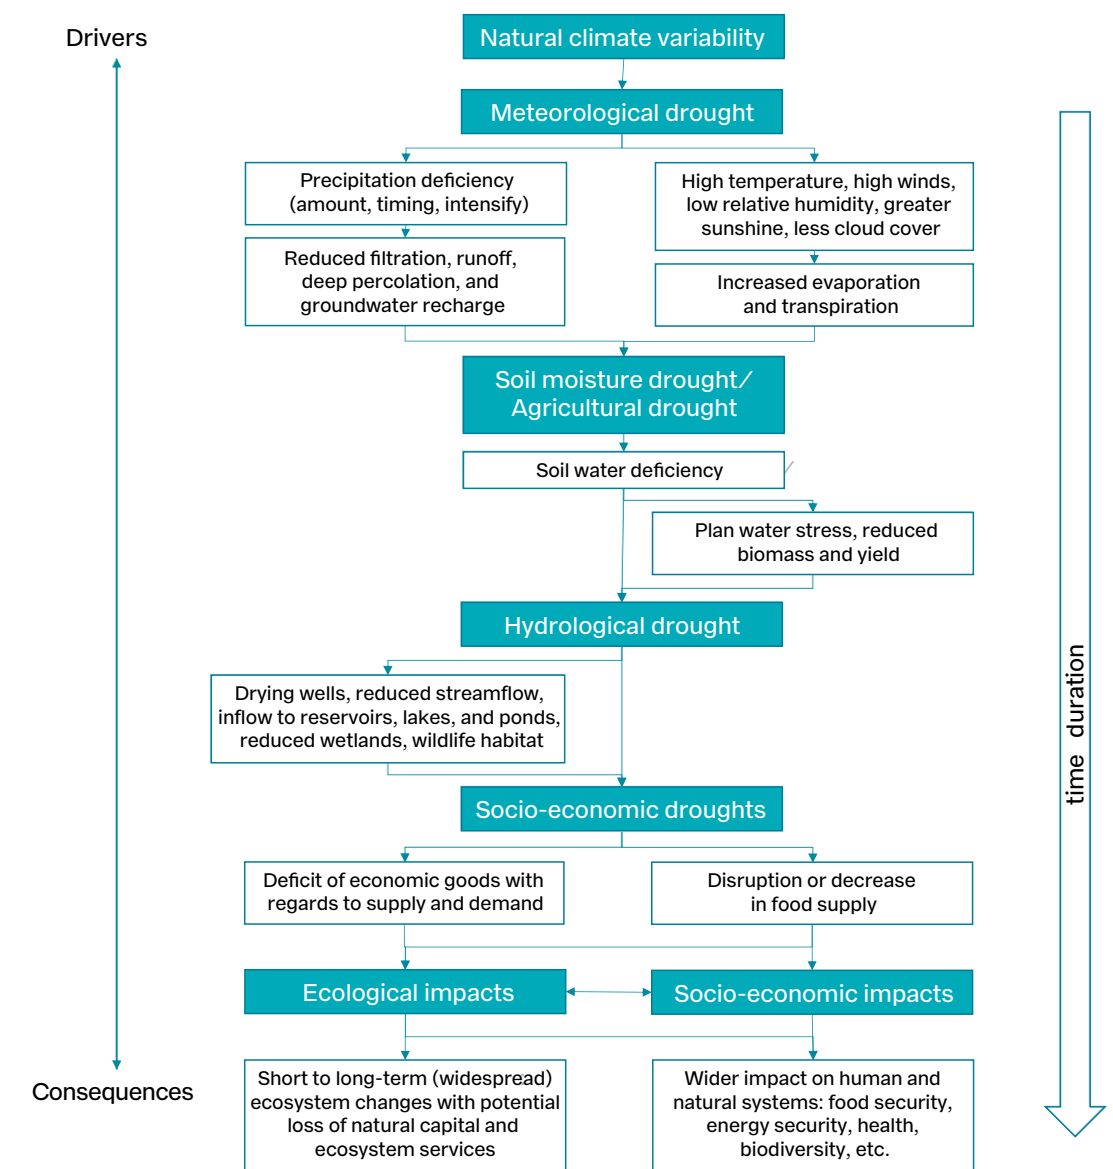 Drivers
Natural climate variability
Meteorological drought
Precipitation deficiency
(amount, timing, intensify)
High temperature, high winds,
low relative humidity, greater
sunshine, less cloud cover
Reduced filtration, runoff,
deep percolation, and
groundwater recharge
Increased evaporation
and transpiration
Soil moisture drought/
Agricultural drought
Soil water deficiency
Plan water stress, reduced
biomass and yield
Hydrological drought
Drying wells, reduced streamflow,
inflow to reservoirs, lakes, and ponds,
reduced wetlands, wildlife habitat
time duration
Socio-economic droughts
Deficit of economic goods with
regards to supply and demand
Disruption or decrease
in food supply
Ecological impacts
Socio-economic impacts
Consequences
Short to long-term (widespread)
ecosystem changes with potential
loss of natural capital and
ecosystem services
Wider impact on human and
natural systems: food security,
energy security, health,
biodiversity, etc.